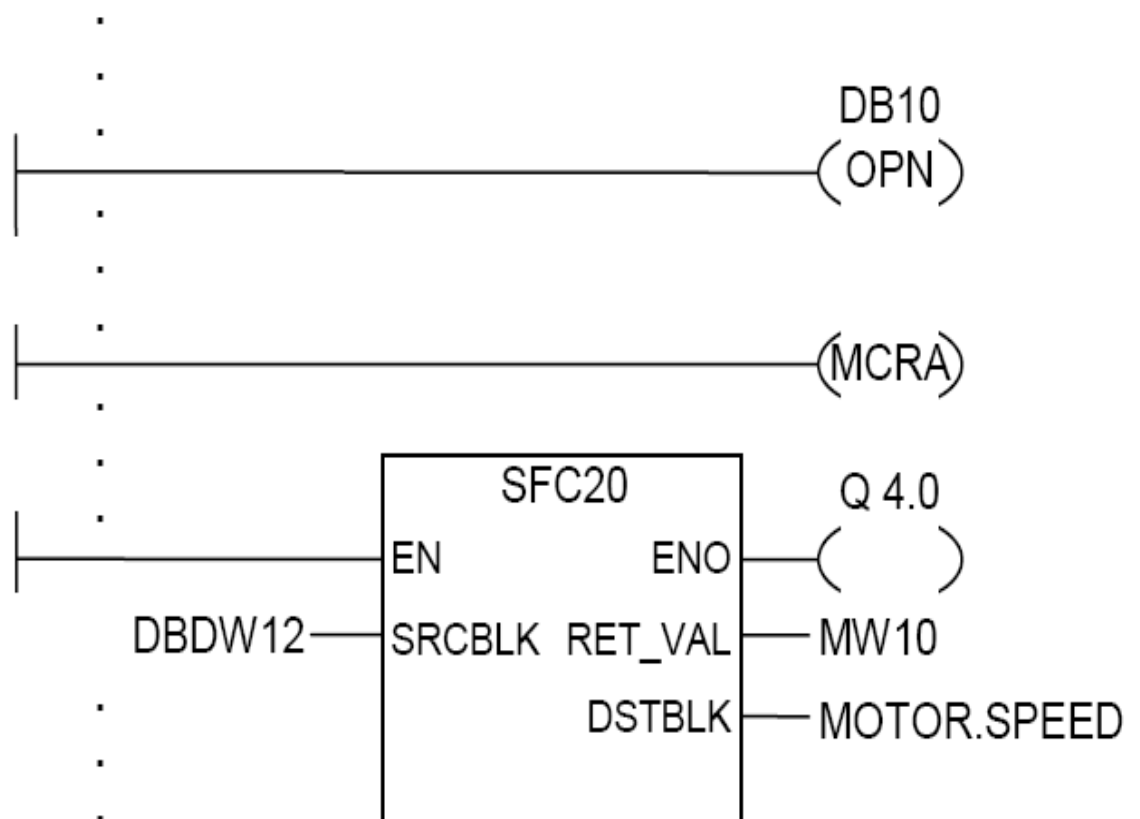 DB10
(OPN)
(MCRA)
SFC20
Q 4.0
EN ENO ( )
DBDW12 SRCBLK RET_VAL MW10
DSTBLK MOTOR.SPEED